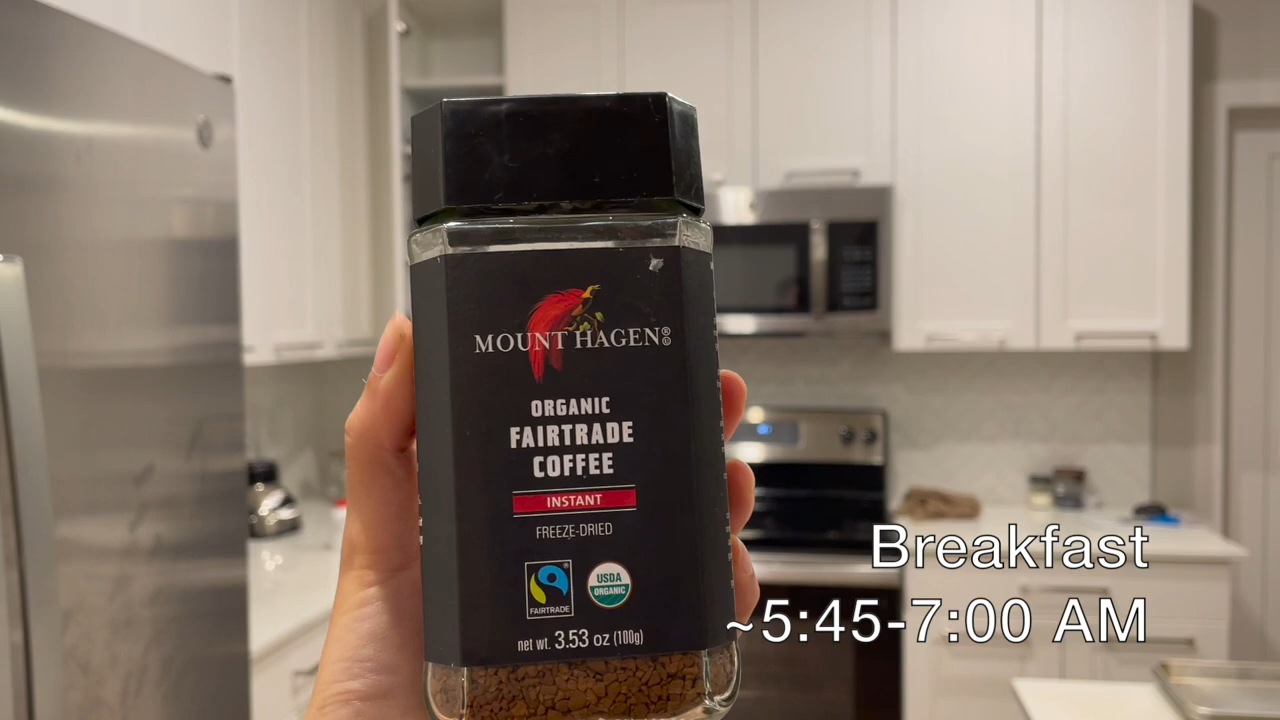 MOUNT HAGEN®
ORGANIC
FAIRTRADE
COFFEE
INSTANT
FREEZE-DRIED
FAIRTRADE
USDA
ORGANIC
net wt. 3.53 oz (100g)
Breakfast
~5:45-7:00 AM